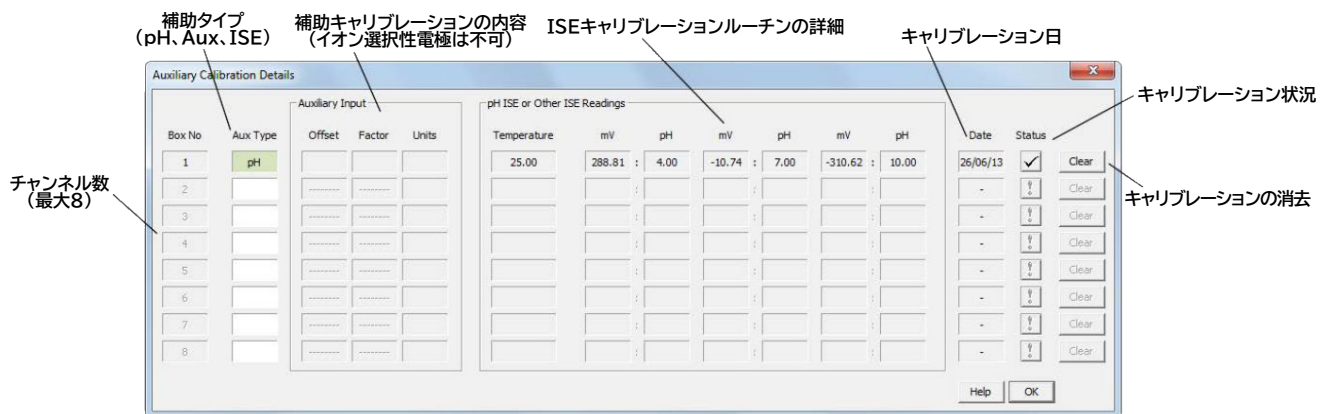 補助タイプ
(pH、Aux、ISE)
補助キャリブレーションの内容
(イオン選択性電極は不可)
ISEキャリブレーションルーチンの詳細
キャリブレーション日
Auxiliary Calibration Details
キャリブレーション状況
Auxiliary Input
pH ISE or Other ISE Readings
Box No Aux Type Offset Factor Units Temperature mV pH mV pH mV pH Date Status
1 pH 25.00 288.81 : 4.00 -10.74 : 7.00 -310.62 : 10.00 26/06/13 Clear
チャンネル数
(最大8)
キャリブレーションの消去
2 -------- -------- : : : - Clear
3 -------- -------- : : : - Clear
4 -------- -------- : : : - Clear
5 -------- -------- : : : - Clear
6 -------- -------- : : : - Clear
7 -------- -------- : : : - Clear
8 -------- -------- : : : - Clear
Help OK